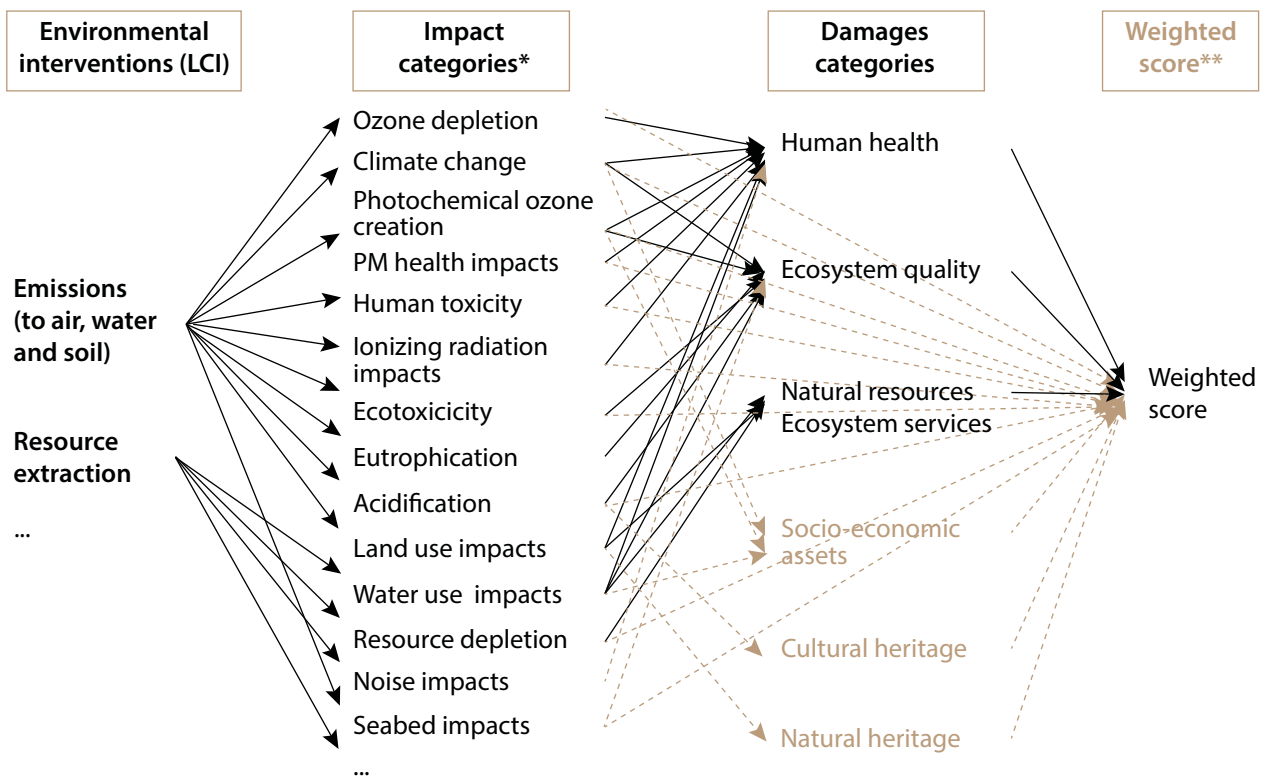 Environmental
interventions (LCI)
Impact
categories*
Damages
categories
Weighted
score**
Emissions
(to air, water
and soil)
Resource
extraction
...
Ozone depletion
Climate change
Photochemical ozone
creation
PM health impacts
Human toxicity
Ionizing radiation
impacts
Ecotoxicicity
Eutrophication
Acidification
Land use impacts
Water use impacts
Resource depletion
Noise impacts
Seabed impacts
...
Human health
Ecosystem quality
Natural resources
Ecosystem services
Socio-economic
assets
Cultural heritage
Natural heritage
Weighted
score